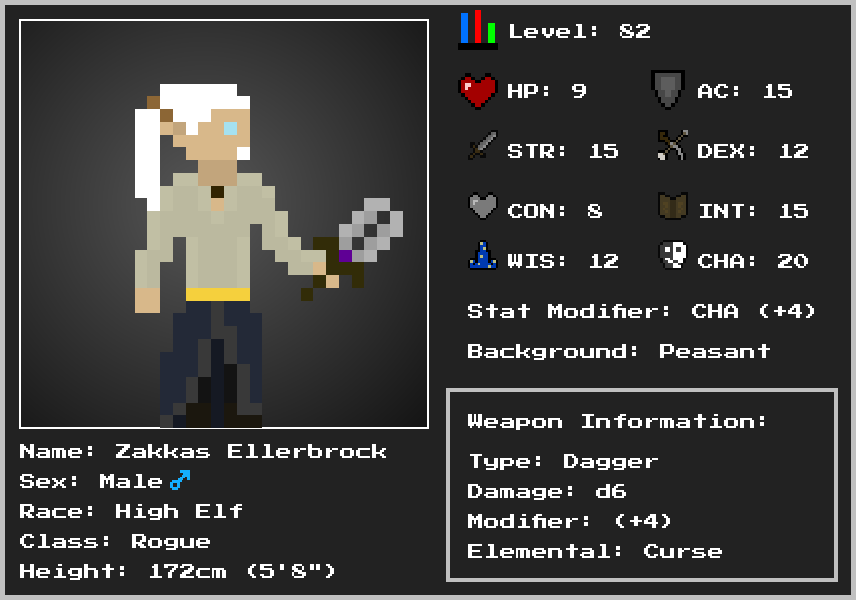 Level: 82
HP: 9 AC: 15
STR: 15 DEX: 12
CON: 8 INT: 15
WIS: 12 CHA: 20
Stat Modifier: CHA (+4)
Background: Peasant
Weapon Information:
Type: Dagger
Damage: d6
Modifier: (+4)
Elemental: Curse
Name: Zakkas Ellerbrock
Sex: Male♂
Race: High Elf
Class: Rogue
Height: 172cm (5'8")